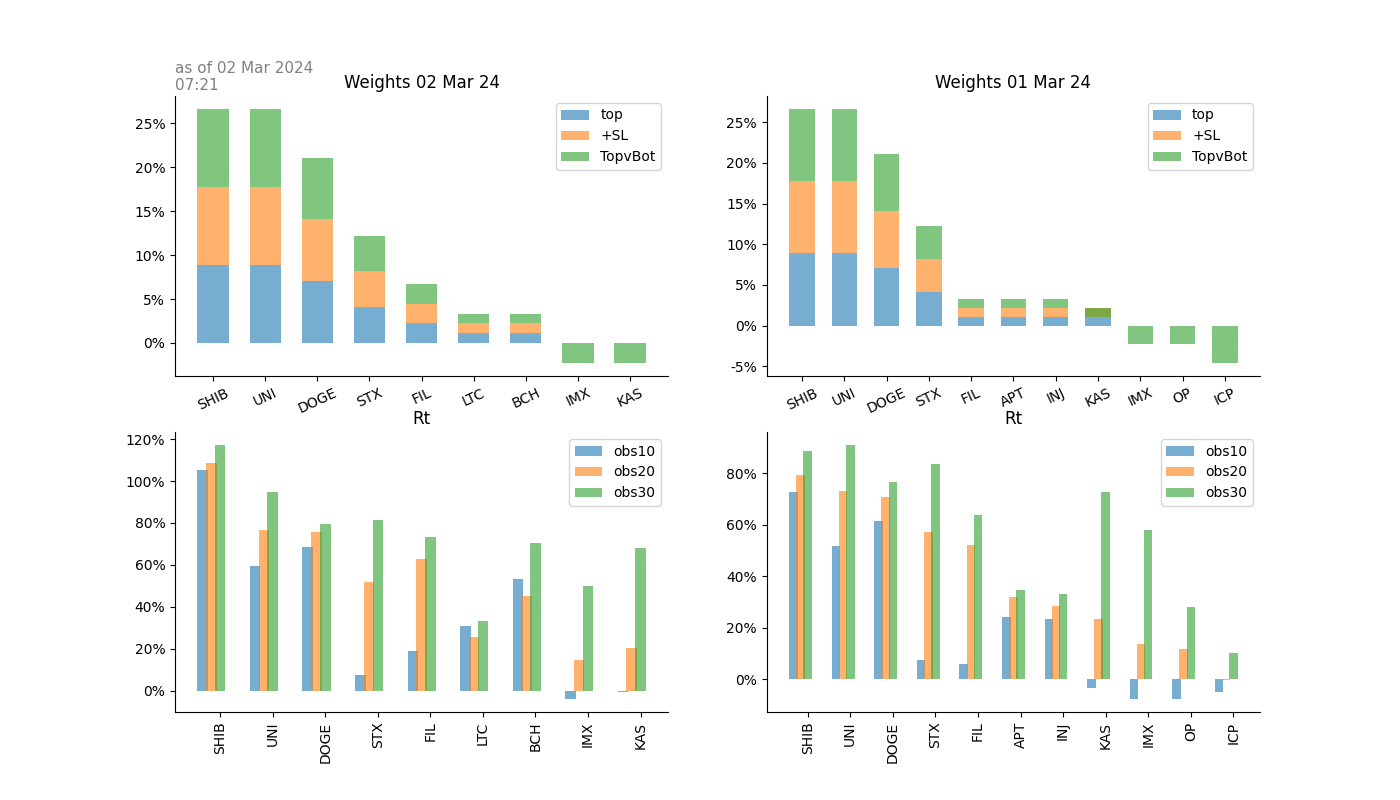 as of 02 Mar 2024
07:21
Weights 02 Mar 24
25%
20%
15%
10%
5%
0%
top
+SL
TopvBot
SHIB
UNI
DOGE
STX
FIL
LTC
BCH
IMX
KAS
Weights 01 Mar 24
25%
20%
15%
10%
5%
0%
-5%
top
+SL
TopvBot
SHIB
UNI
DOGE
STX
FIL
APT
INJ
KAS
IMX
OP
ICP
Rt
120%
100%
80%
60%
40%
20%
0%
obs10
obs20
obs30
SHIB
UNI
DOGE
STX
FIL
LTC
BCH
IMX
KAS
Rt
80%
60%
40%
20%
0%
obs10
obs20
obs30
SHIB
UNI
DOGE
STX
FIL
APT
INJ
KAS
IMX
OP
ICP